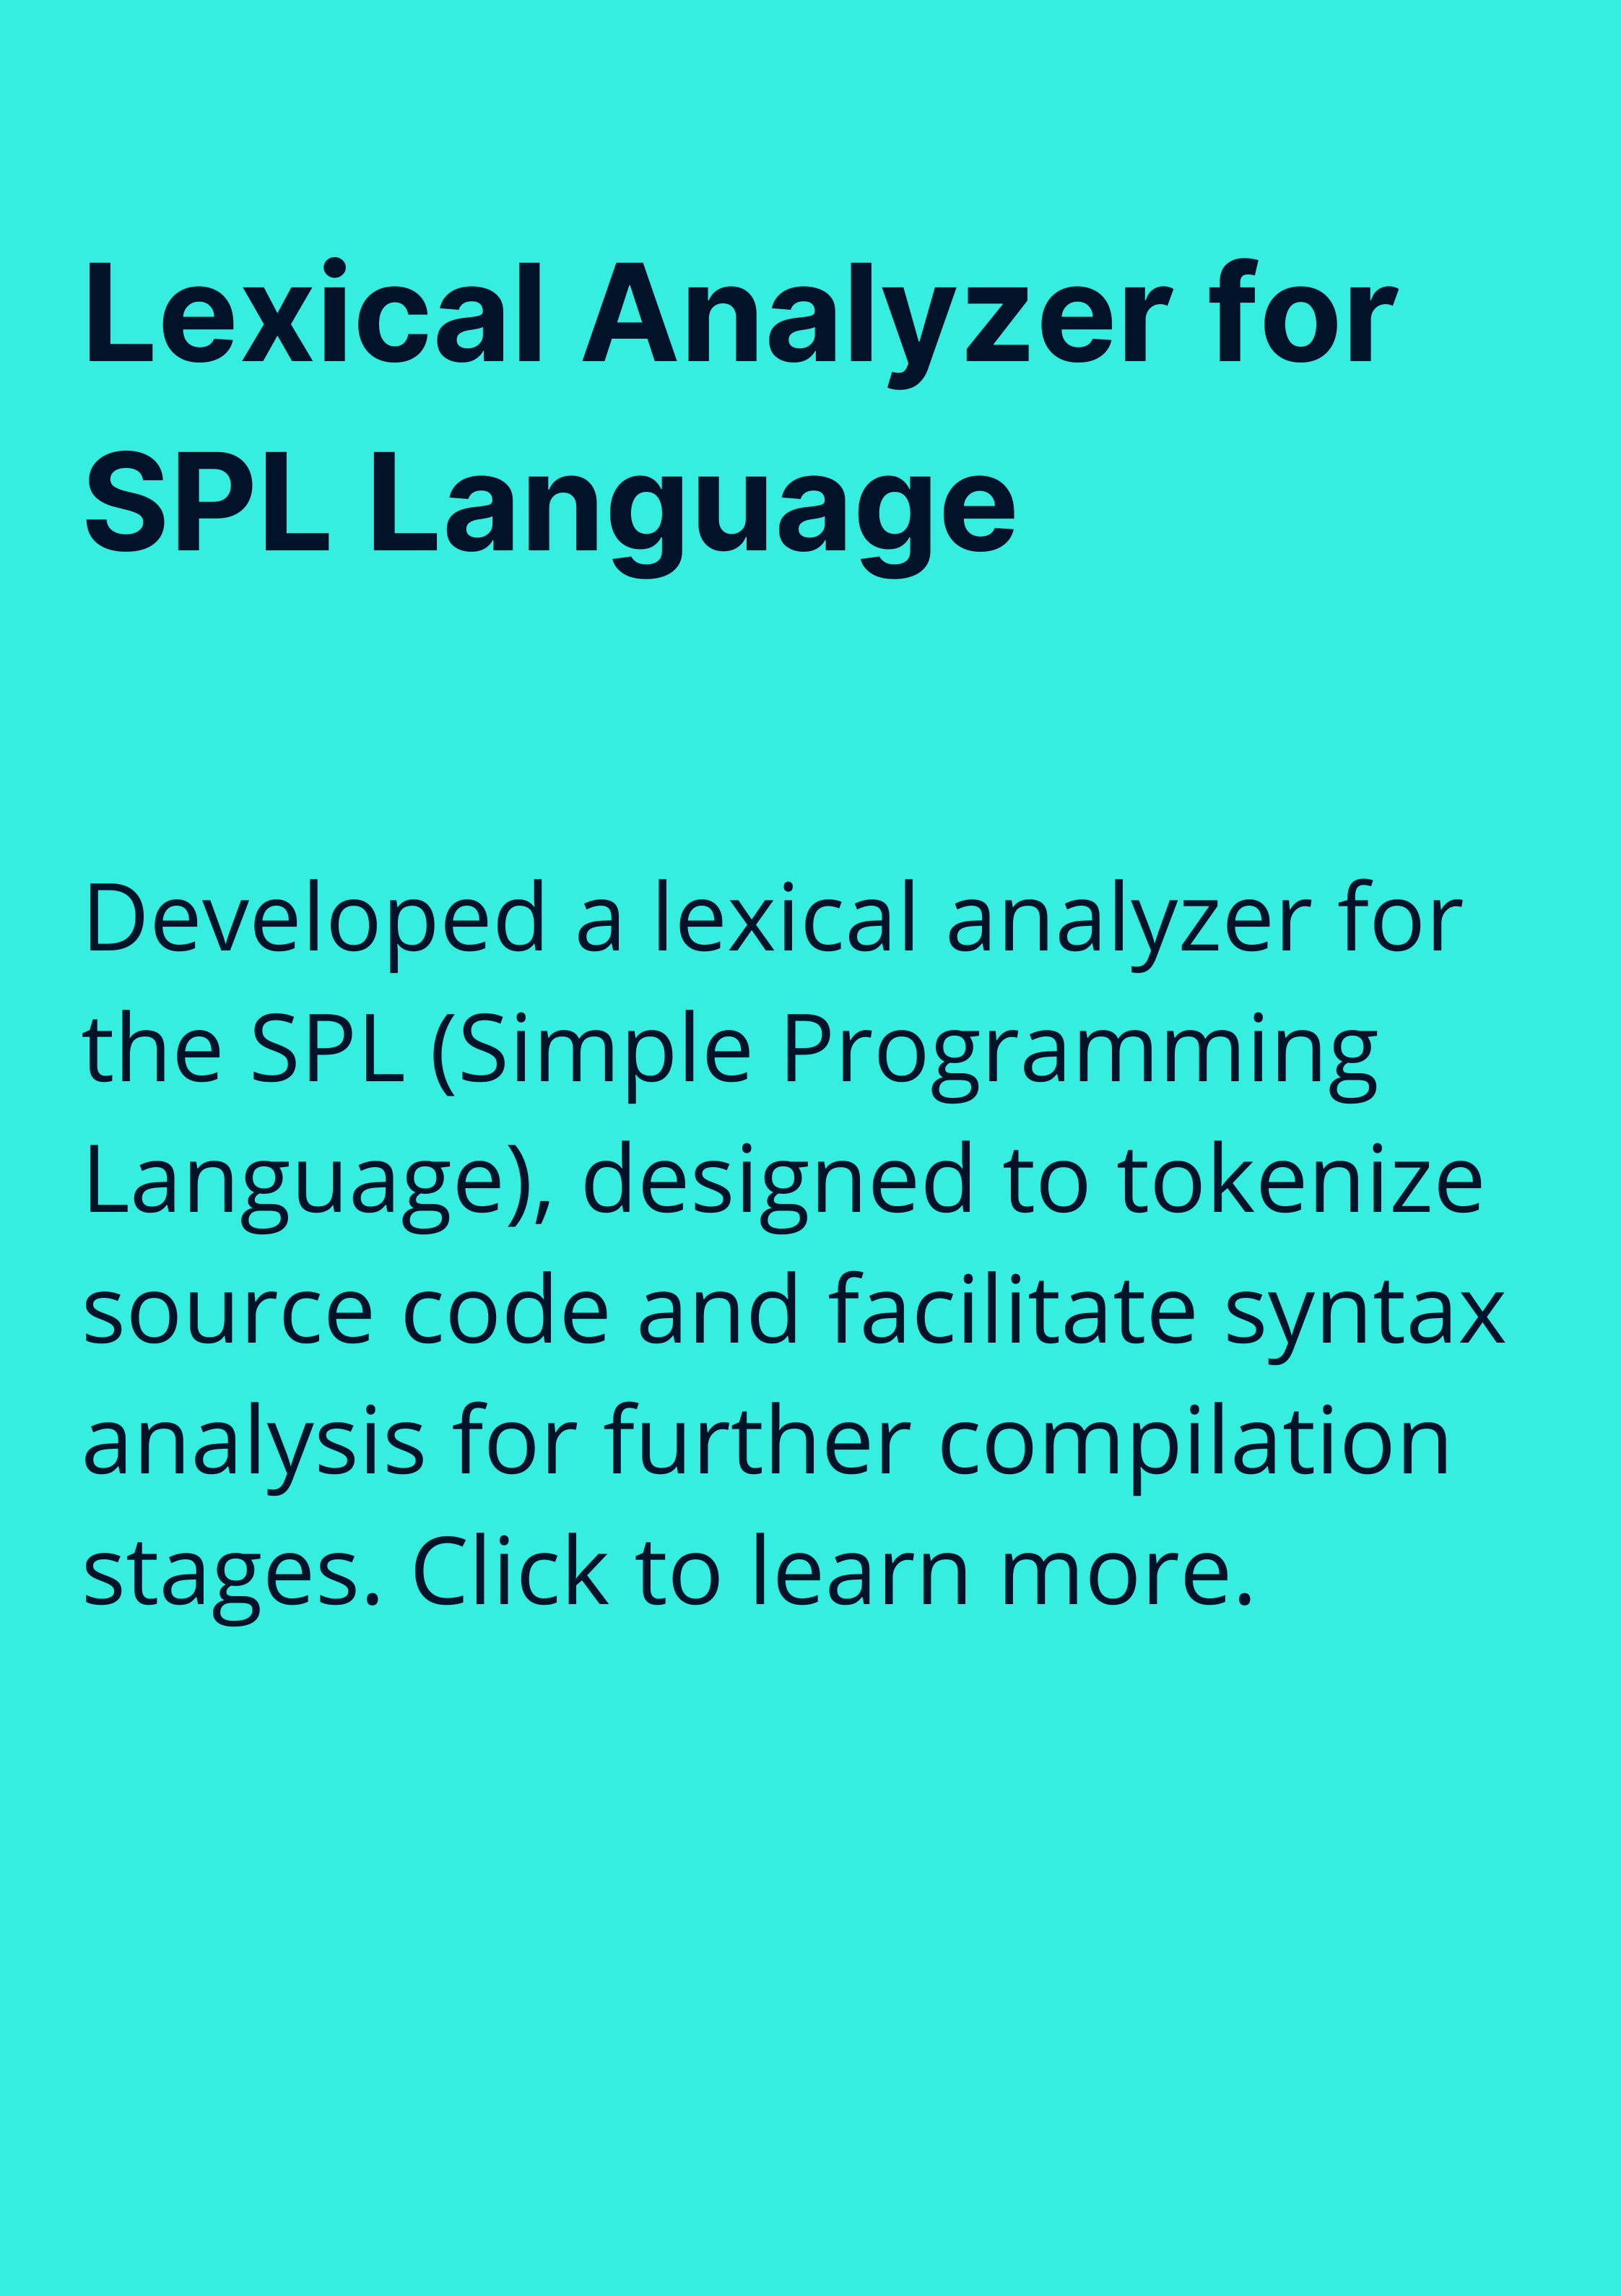 Lexical Analyzer for
SPL Language
Developed a lexical analyzer for
the SPL (Simple Programming
Language), designed to tokenize
source code and facilitate syntax
analysis for further compilation
stages. Click to learn more.